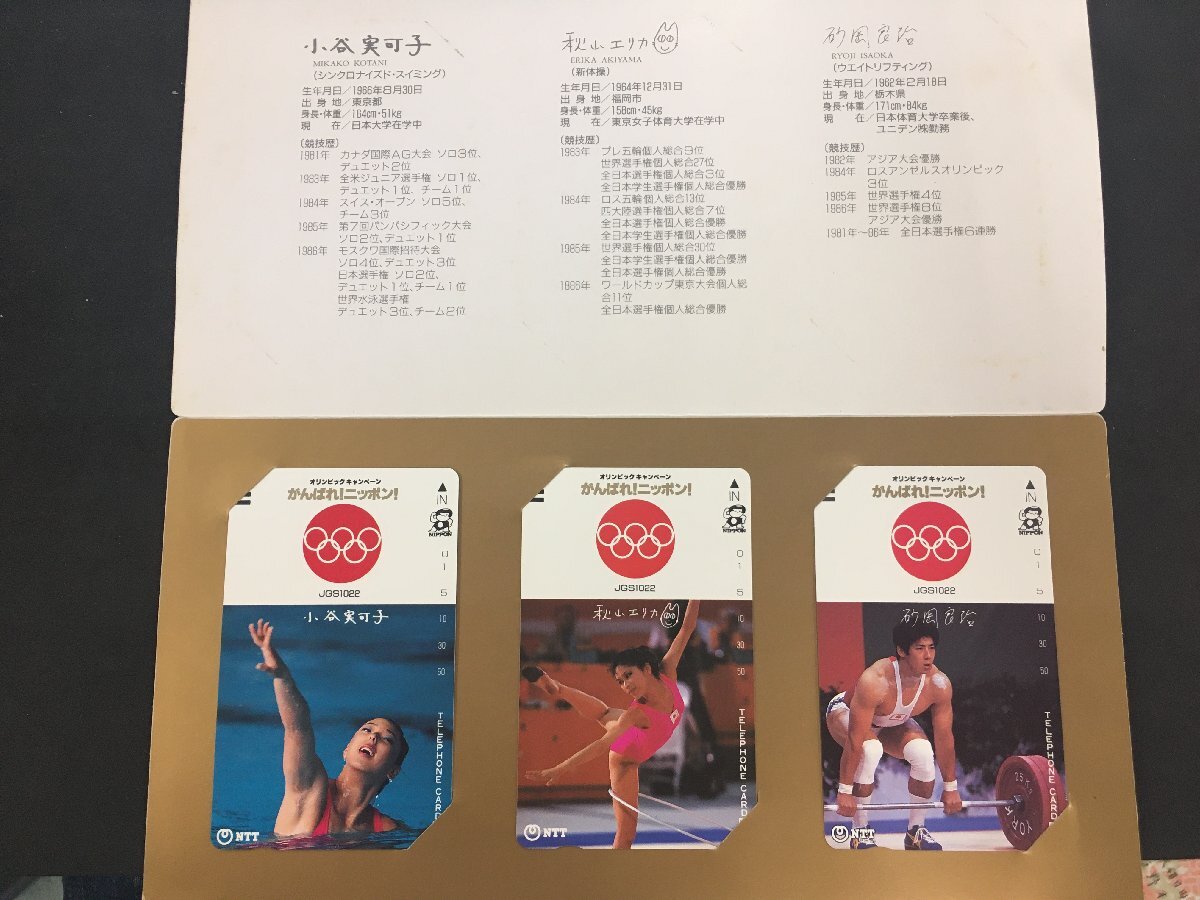 小谷実可子
MIKAKO KOTANI
(シンクロナイズド・スイミング)
生年月日/1966年8月30日
出身地/東京都
身長・体重/164cm・51kg
現在/日本大学在学中
(競技歴)
1981年 カナダ国際AG大会 ソロ3位、
デュエット2位
1983年 全米ジュニア選手権 ソロ1位、
デュエット1位、チーム1位
1984年 スイス・オープン ソロ5位、
チーム3位
1985年 第7回パンパシフィック大会
ソロ2位、デュエット1位
1986年 モスクワ国際招待大会
ソロ4位、デュエット3位
日本選手権 ソロ2位、
デュエット1位、チーム1位
世界水泳選手権
デュエット3位、チーム2位
秋山エリカ
ERIKA AKIYAMA
(新体操)
生年月日/1964年12月31日
出身地/福岡市
身長・体重/158cm・45kg
現在/東京女子体育大学在学中
(競技歴)
1983年 プレ五輪個人総合9位
世界選手権個人総合27位
全日本選手権個人総合3位
全日本学生選手権個人総合優勝
1984年 ロス五輪個人総合13位
四大陸選手権個人総合7位
全日本選手権個人総合優勝
全日本学生選手権個人総合優勝
1985年 世界選手権個人総合30位
全日本学生選手権個人総合優勝
全日本選手権個人総合優勝
1986年 ワールドカップ東京大会個人総
合11位
全日本選手権個人総合優勝
砂岡良治
RYOJI ISAOKA
(ウエイトリフティング)
生年月日/1962年2月18日
出身地/栃木県
身長・体重/171cm・84kg
現在/日本体育大学卒業後、
ユニデン㈱勤務
(競技歴)
1982年 アジア大会優勝
1984年 ロスアンゼルスオリンピック
3位
1985年 世界選手権4位
1986年 世界選手権8位
アジア大会優勝
1981年~86年 全日本選手権6連勝
オリンピックキャンペーン
がんばれ!ニッポン!
IN
NIPPON
JGS1022
0
1
5
小谷実可子
10
30
50
TELEPHONE CARD
NTT
オリンピックキャンペーン
がんばれ!ニッポン!
IN
NIPPON
JGS1022
0
1
5
秋山エリカ
10
30
50
TELEPHONE CARD
NTT
オリンピックキャンペーン
がんばれ!ニッポン!
IN
NIPPON
JGS1022
0
1
5
砂岡良治
10
30
50
TELEPHONE CARD
NTT